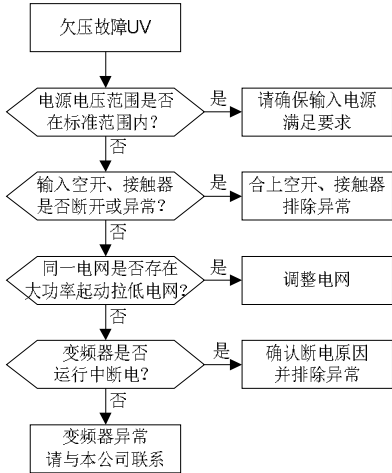 欠压故障UV
电源电压范围是否
在标准范围内?
是
请确保输入电源
满足要求
否
输入空开、接触器
是否断开或异常?
是
合上空开、接触器
排除异常
否
同一电网是否存在
大功率起动拉低电网?
是
调整电网
否
变频器是否
运行中断电?
是
确认断电原因
并排除异常
否
变频器异常
请与本公司联系